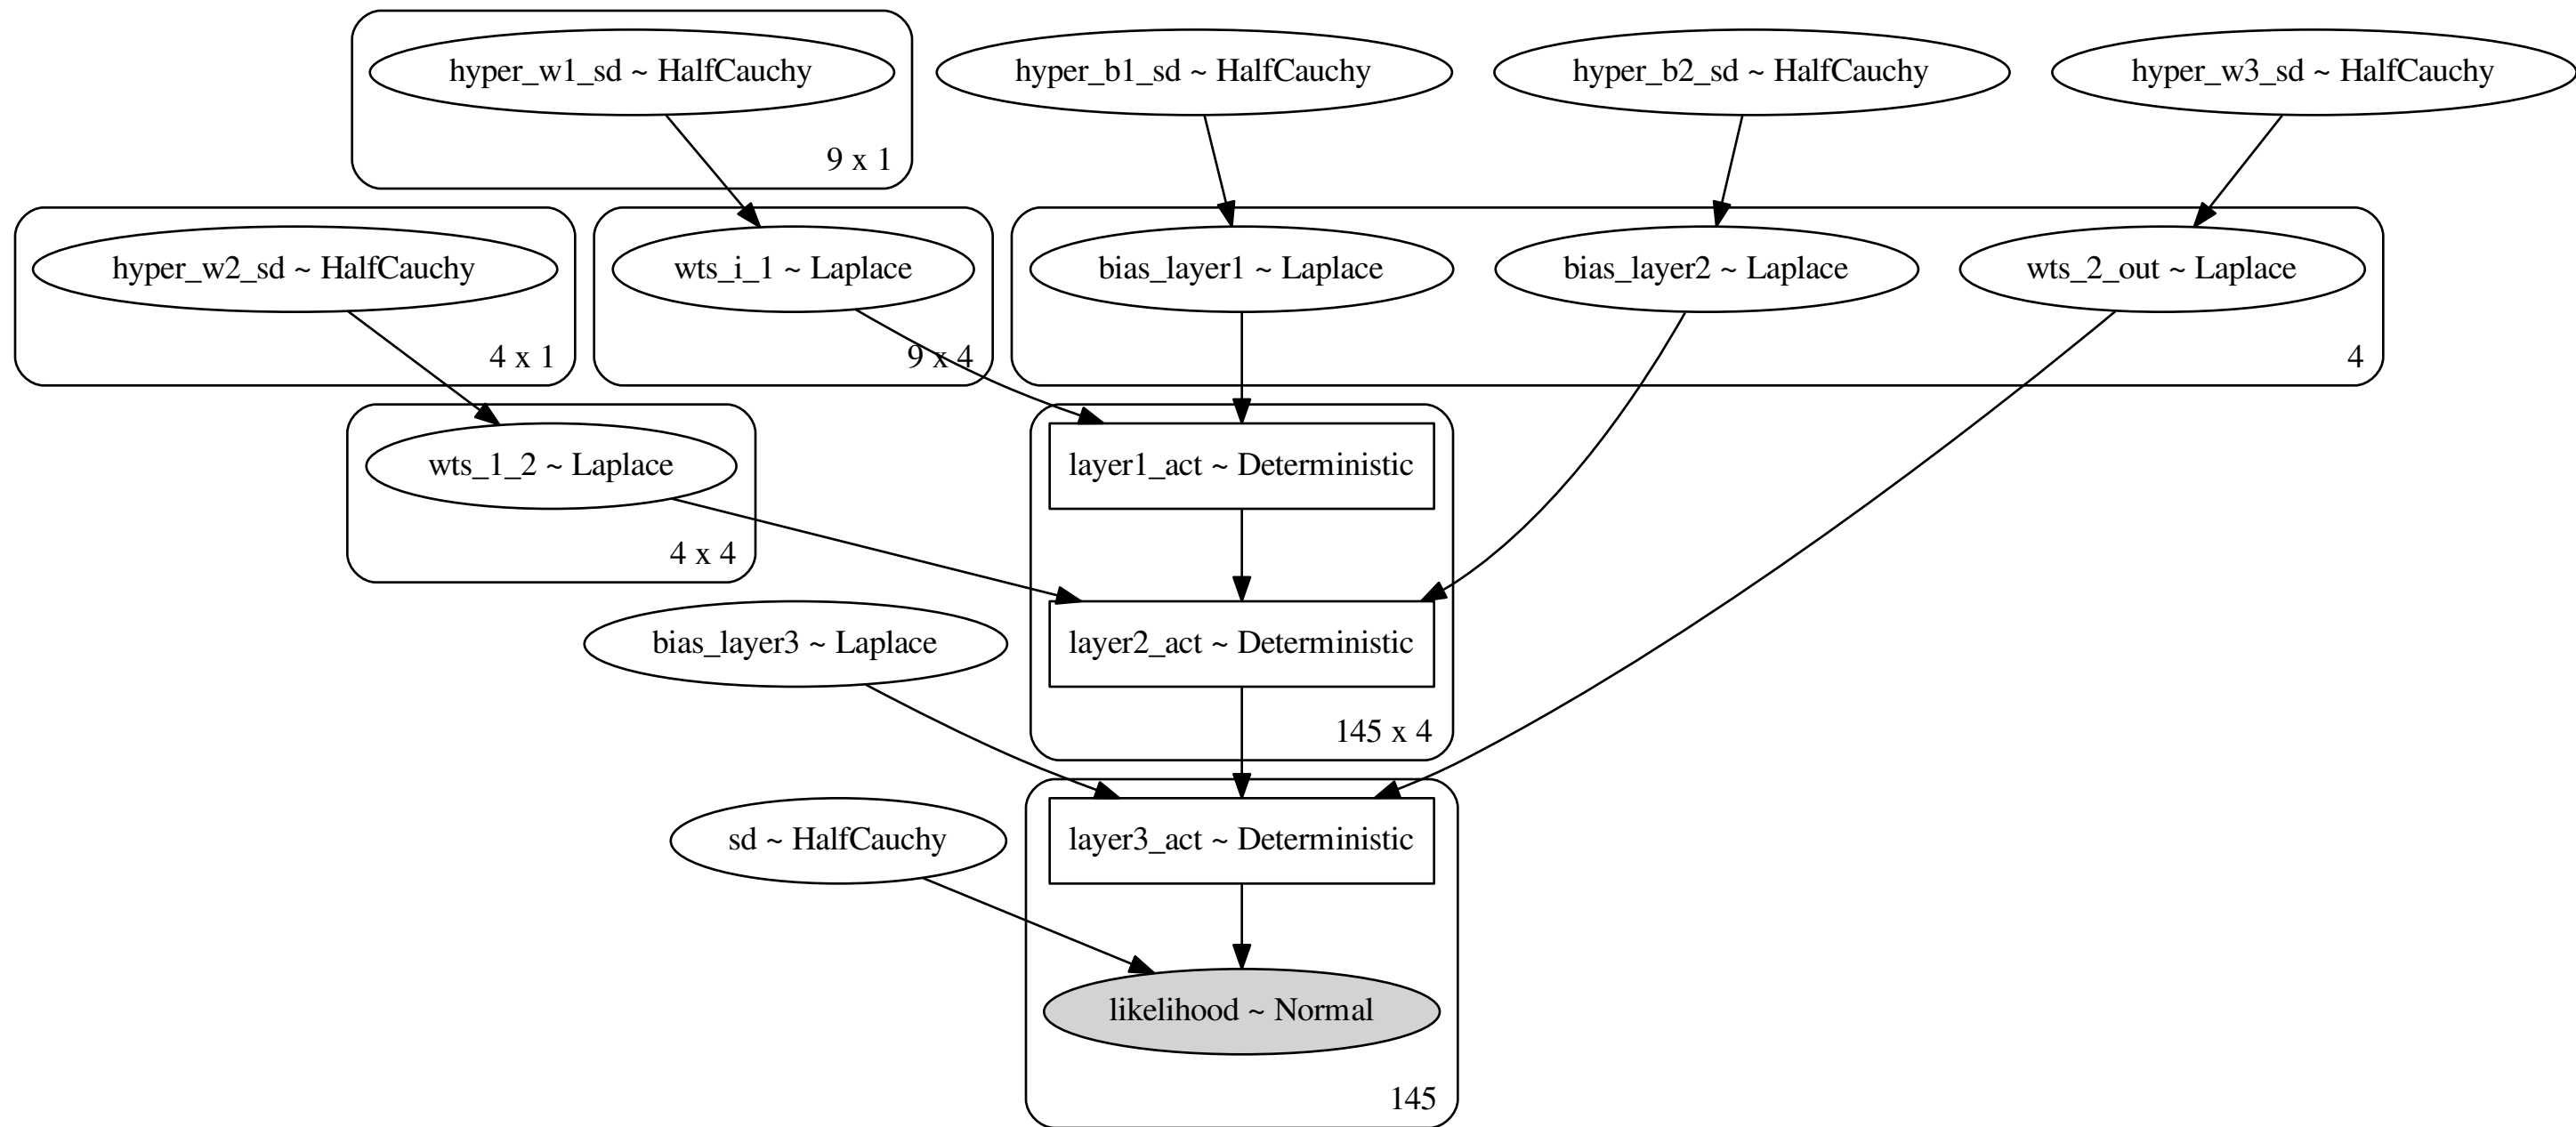 hyper_w1_sd ~ HalfCauchy
hyper_b1_sd ~ HalfCauchy
hyper_b2_sd ~ HalfCauchy
hyper_w3_sd ~ HalfCauchy
9 x 1
hyper_w2_sd ~ HalfCauchy
wts_i_1 ~ Laplace
bias_layer1 ~ Laplace
bias_layer2 ~ Laplace
wts_2_out ~ Laplace
4 x 1
9 x 4
4
wts_1_2 ~ Laplace
layer1_act ~ Deterministic
4 x 4
bias_layer3 ~ Laplace
layer2_act ~ Deterministic
145 x 4
sd ~ HalfCauchy
layer3_act ~ Deterministic
likelihood ~ Normal
145